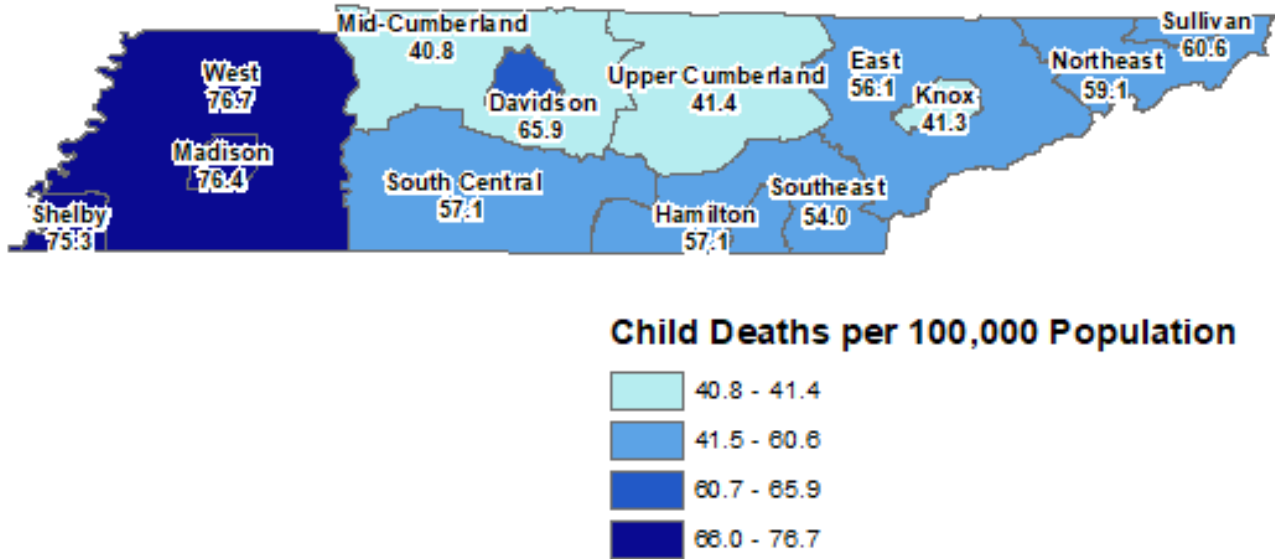 Mid-Cumberland
40.8
Sullivan
60.6
West
76.7
Upper Cumberland
41.4
East
56.1
Northeast
59.1
Davidson
65.9
Knox
41.3
Madison
76.4
South Central
57.1
Southeast
54.0
Shelby
75.3
Hamilton
57.1
Child Deaths per 100,000 Population
40.8 - 41.4
41.5 - 60.6
60.7 - 65.9
66.0 - 76.7